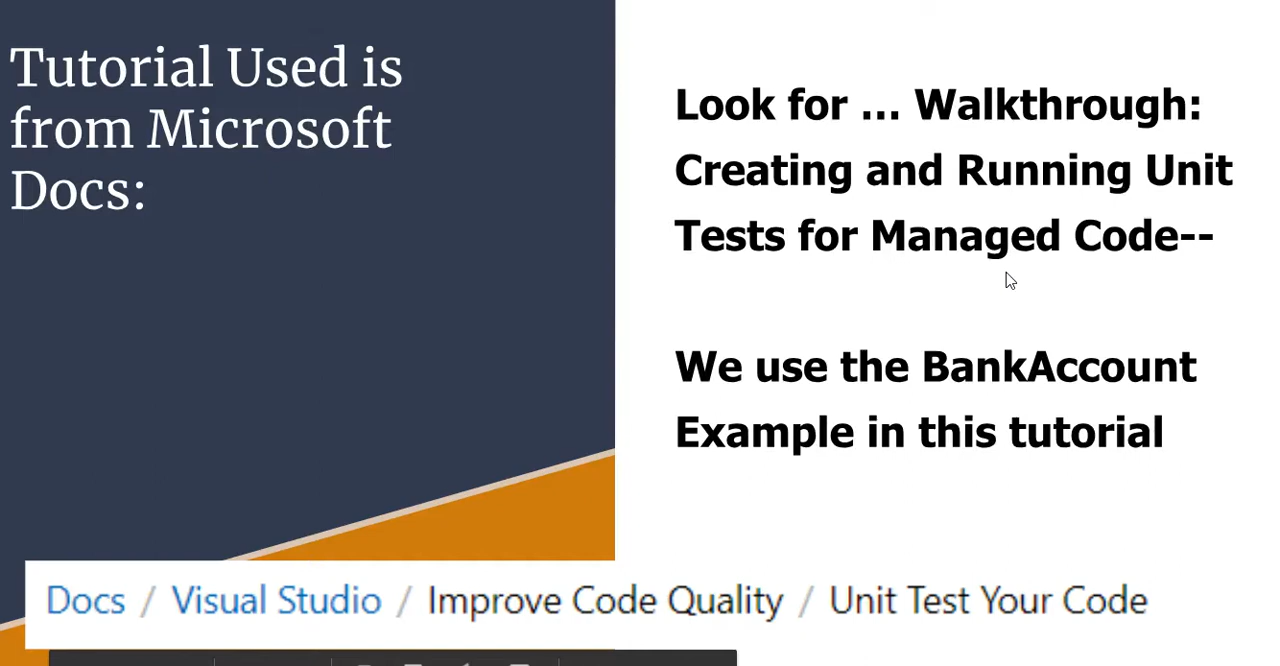 Tutorial Used is
from Microsoft
Docs:
Look for ... Walkthrough:
Creating and Running Unit
Tests for Managed Code--
We use the BankAccount
Example in this tutorial
Docs / Visual Studio / Improve Code Quality / Unit Test Your Code